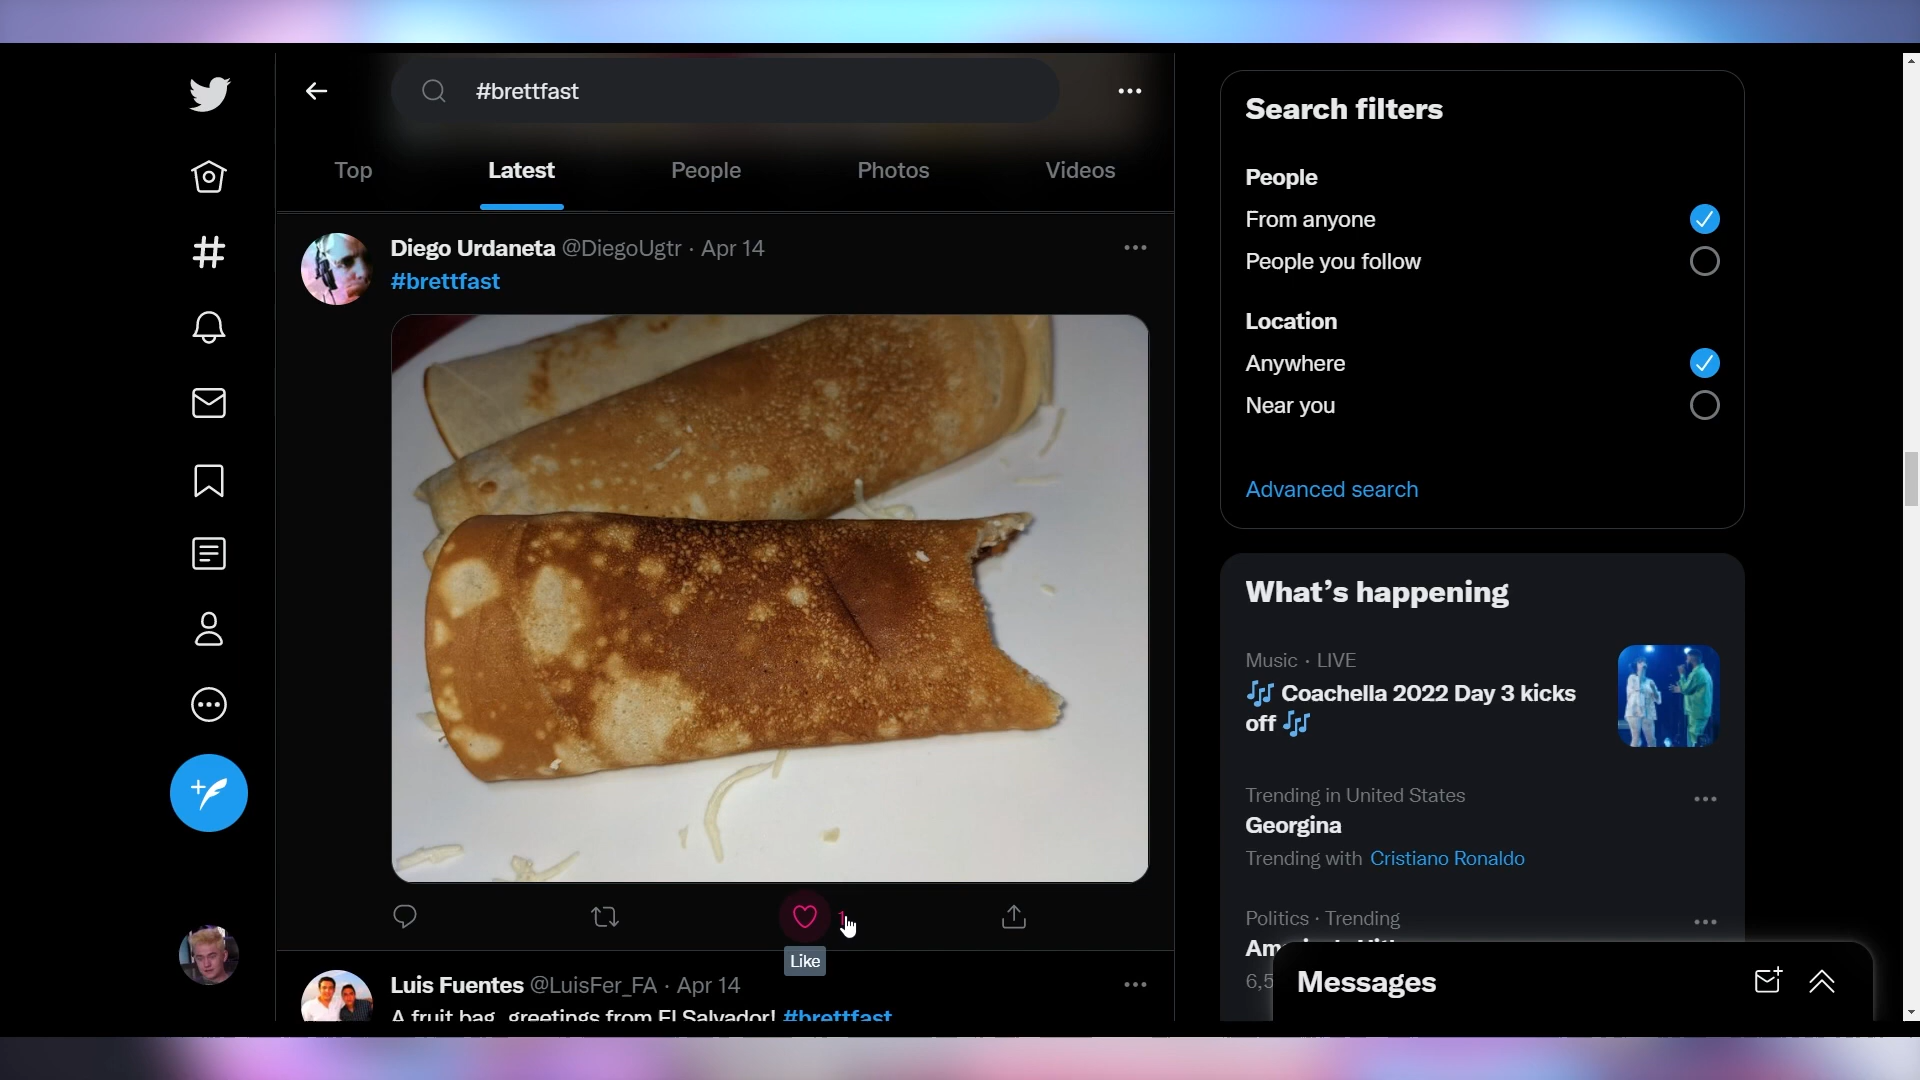 #brettfast
Top
Latest
People
Photos
Videos
Diego Urdaneta @DiegoUgtr · Apr 14
#brettfast
1
Like
Luis Fuentes @LuisFer_FA · Apr 14
A fruit bag, greetings from El Salvador! #brettfast
Search filters
People
From anyone
People you follow
Location
Anywhere
Near you
Advanced search
What’s happening
Music · LIVE
🎶 Coachella 2022 Day 3 kicks
off 🎶
Trending in United States
Georgina
Trending with Cristiano Ronaldo
Politics · Trending
Messages